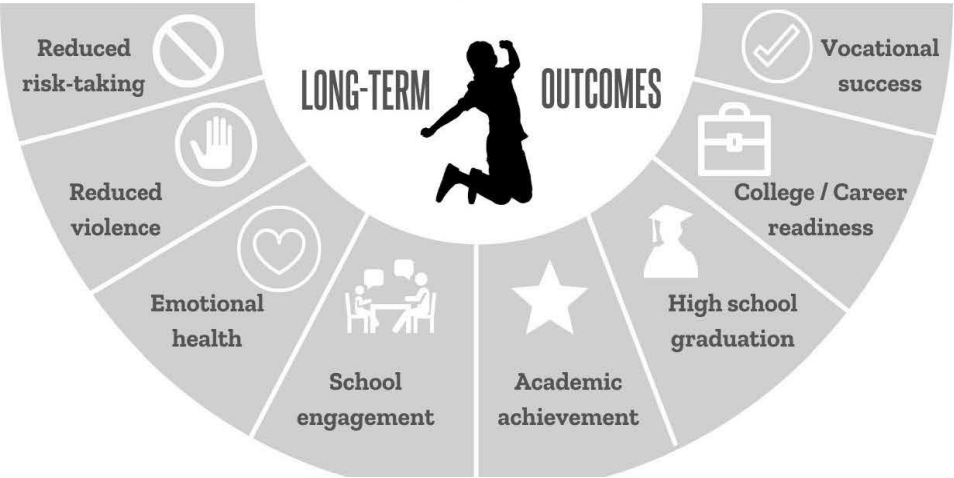 LONG-TERM OUTCOMES
Reduced
risk-taking
Reduced
violence
Emotional
health
School
engagement
Academic
achievement
High school
graduation
College / Career
readiness
Vocational
success